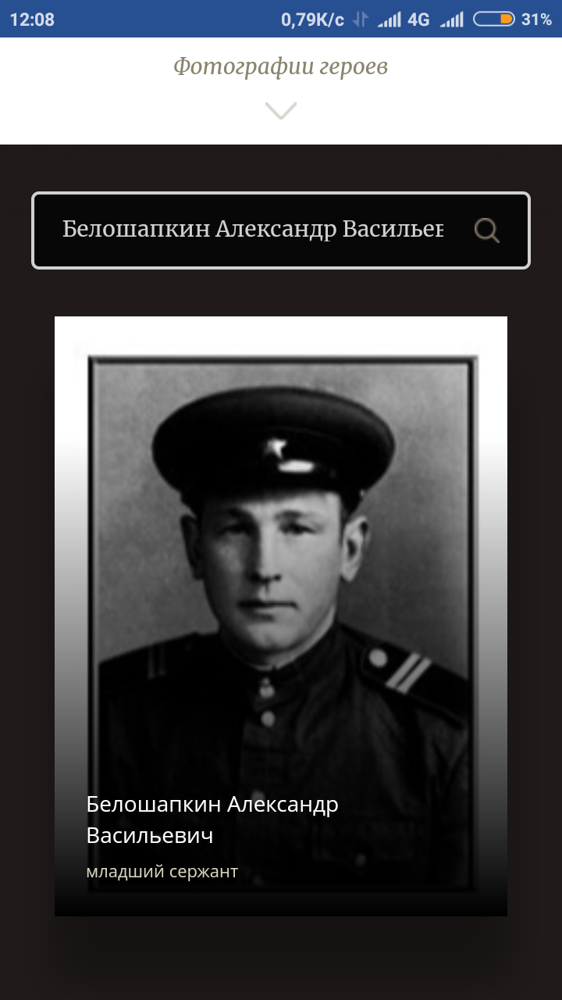 12:08 0,79К/с 4G 31%
Фотографии героев
Белошапкин Александр Васильев
Белошапкин Александр
Васильевич
младший сержант